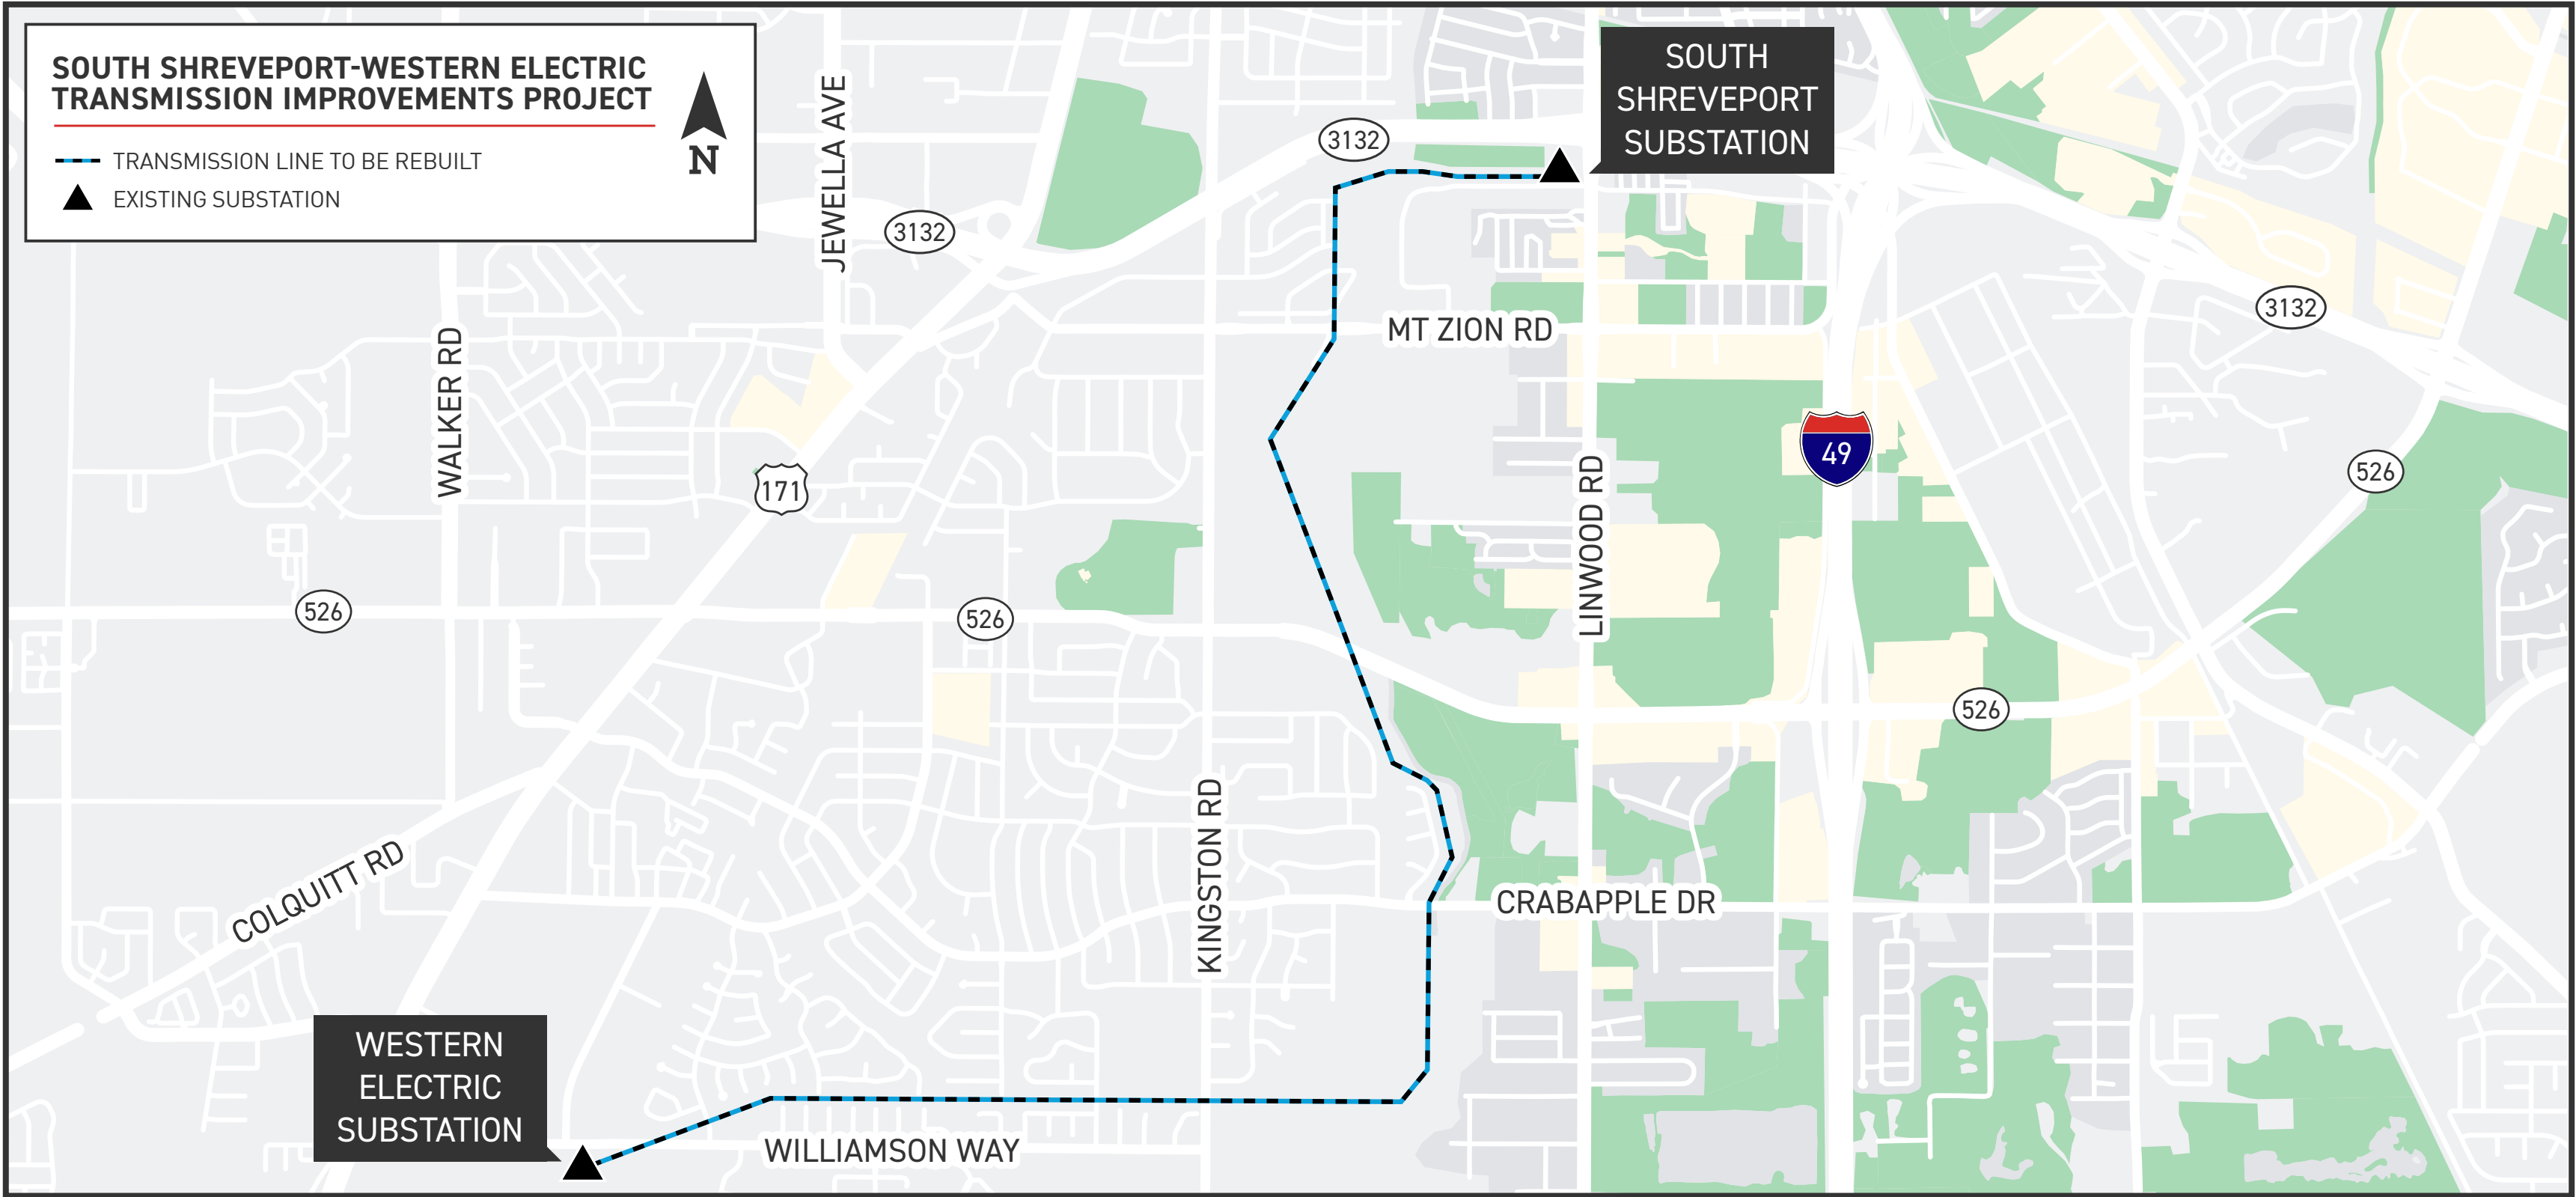 SOUTH SHREVEPORT-WESTERN ELECTRIC
TRANSMISSION IMPROVEMENTS PROJECT
N
TRANSMISSION LINE TO BE REBUILT
EXISTING SUBSTATION
JEWELLA AVE
3132
3132
SOUTH
SHREVEPORT
SUBSTATION
3132
MT ZION RD
WALKER RD
171
49
526
LINWOOD RD
526
526
526
KINGSTON RD
COLQUITT RD
CRABAPPLE DR
WESTERN
ELECTRIC
SUBSTATION
WILLIAMSON WAY